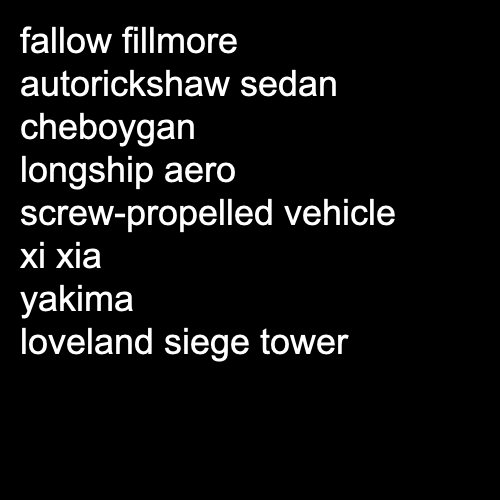 fallow fillmore
autorickshaw sedan
cheboygan
longship aero
screw-propelled vehicle
xi xia
yakima
loveland siege tower